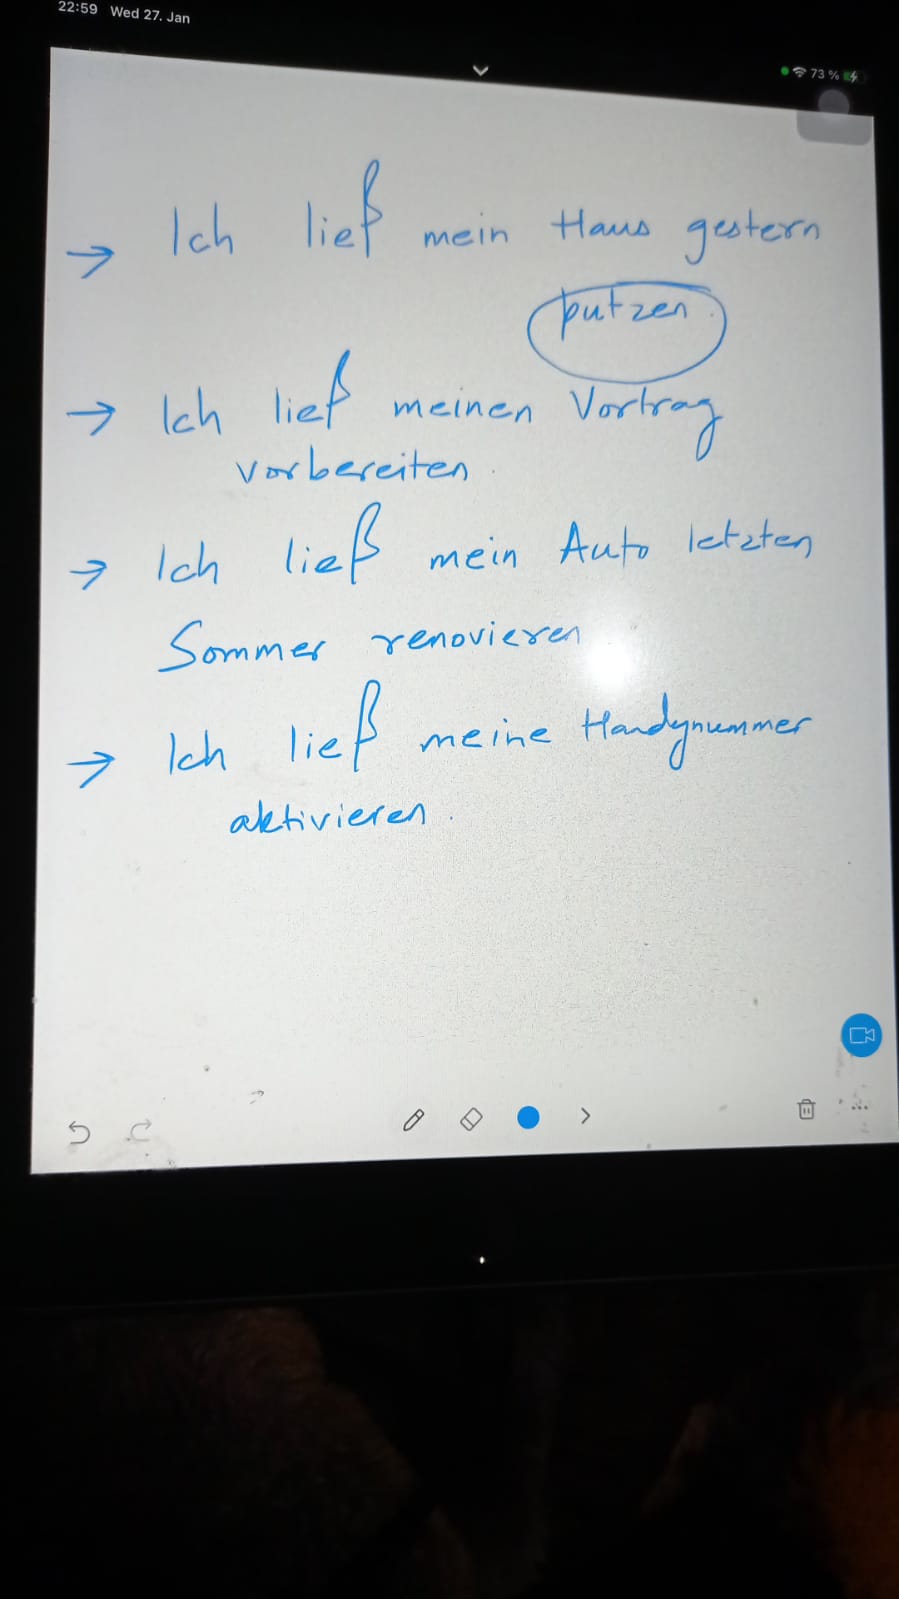 22:59 Wed 27. Jan
73 %
→ Ich ließ mein Haus gestern
putzen.
→ Ich ließ meinen Vortrag
vorbereiten.
→ Ich ließ mein Auto letzten
Sommer renovieren
→ Ich ließ meine Handynummer
aktivieren.